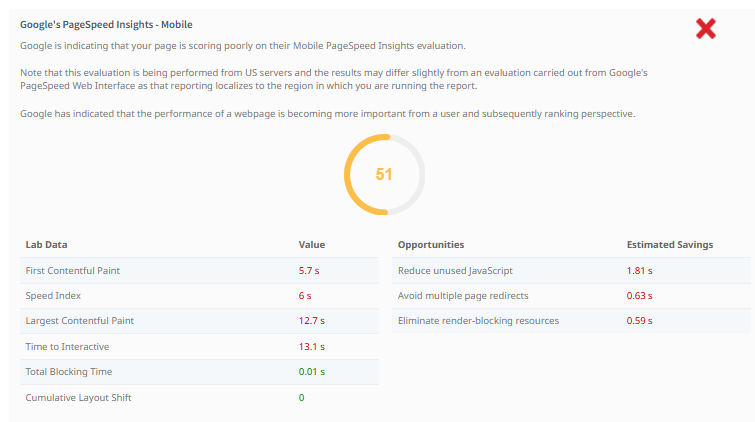 Google's PageSpeed Insights - Mobile
Google is indicating that your page is scoring poorly on their Mobile PageSpeed Insights evaluation.
Note that this evaluation is being performed from US servers and the results may differ slightly from an evaluation carried out from Google's
PageSpeed Web Interface as that reporting localizes to the region in which you are running the report.
Google has indicated that the performance of a webpage is becoming more important from a user and subsequently ranking perspective.
51
Lab Data Value
First Contentful Paint 5.7 s
Speed Index 6 s
Largest Contentful Paint 12.7 s
Time to Interactive 13.1 s
Total Blocking Time 0.01 s
Cumulative Layout Shift 0
Opportunities Estimated Savings
Reduce unused JavaScript 1.81 s
Avoid multiple page redirects 0.63 s
Eliminate render-blocking resources 0.59 s